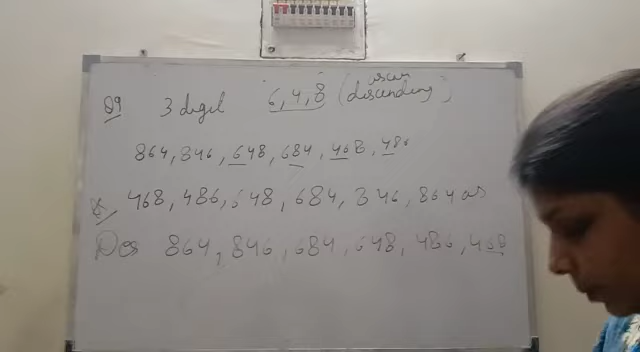 Q9 3 digit 6, 4, 8 ( ascen
descending )
864, 846, 648, 684, 468, 486
468, 486, 648, 684, 846, 864 as
Des 864, 846, 684, 648, 486, 468